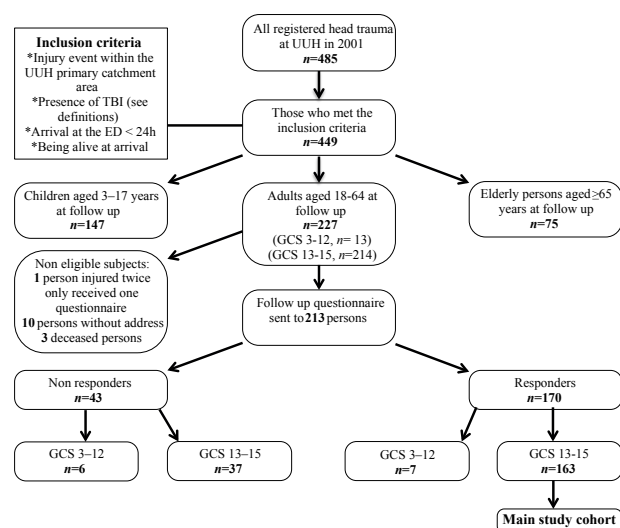 All registered head trauma
at UUH in 2001
n=485
Inclusion criteria
*Injury event within the
UUH primary catchment
area
*Presence of TBI (see
definitions)
*Arrival at the ED < 24h
*Being alive at arrival
Those who met the
inclusion criteria
n=449
Children aged 3–17 years
at follow up
n=147
Adults aged 18-64 at
follow up
n=227
(GCS 3-12, n= 13)
(GCS 13-15, n=214)
Elderly persons aged ≥65
years at follow up
n=75
Non eligible subjects:
1 person injured twice
only received one
questionnaire
10 persons without address
3 deceased persons
Follow up questionnaire
sent to 213 persons
Non responders
n=43
Responders
n=170
GCS 3–12
n=6
GCS 13–15
n=37
GCS 3–12
n=7
GCS 13-15
n=163
Main study cohort